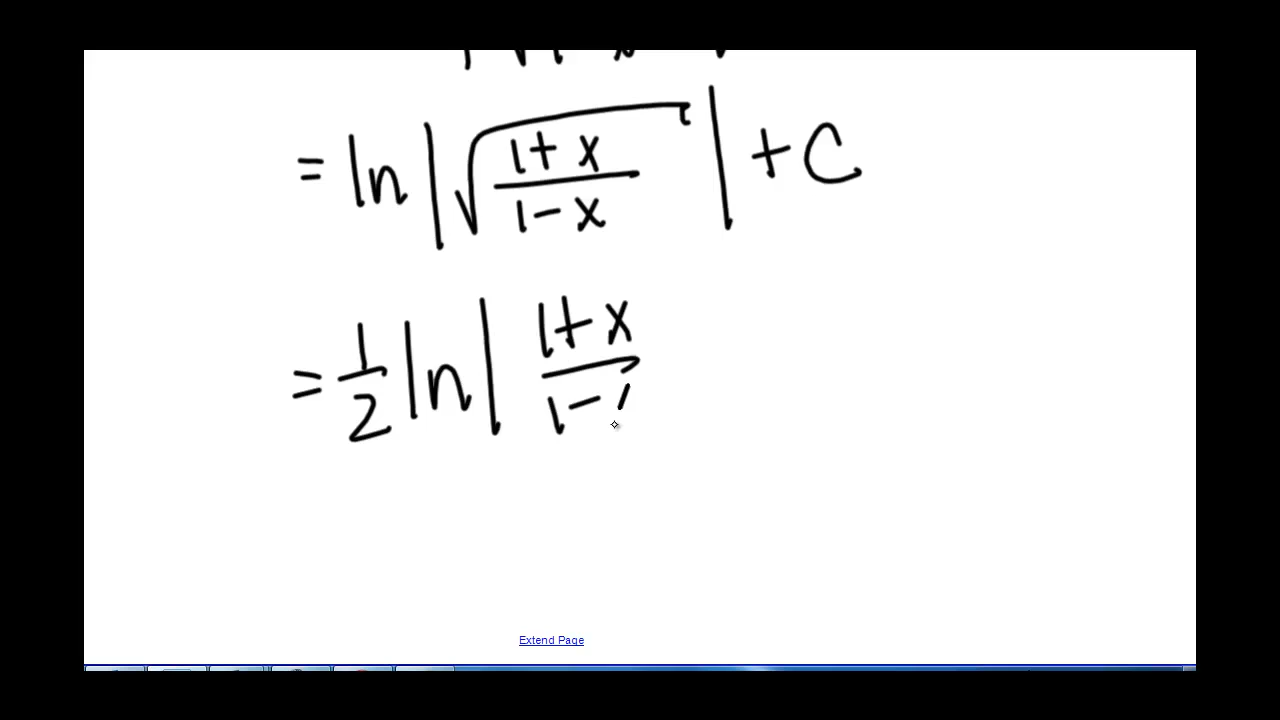 = ln |√((1+x)/(1-x))| + C
= 1/2 ln | (1+x)/(1-
Extend Page